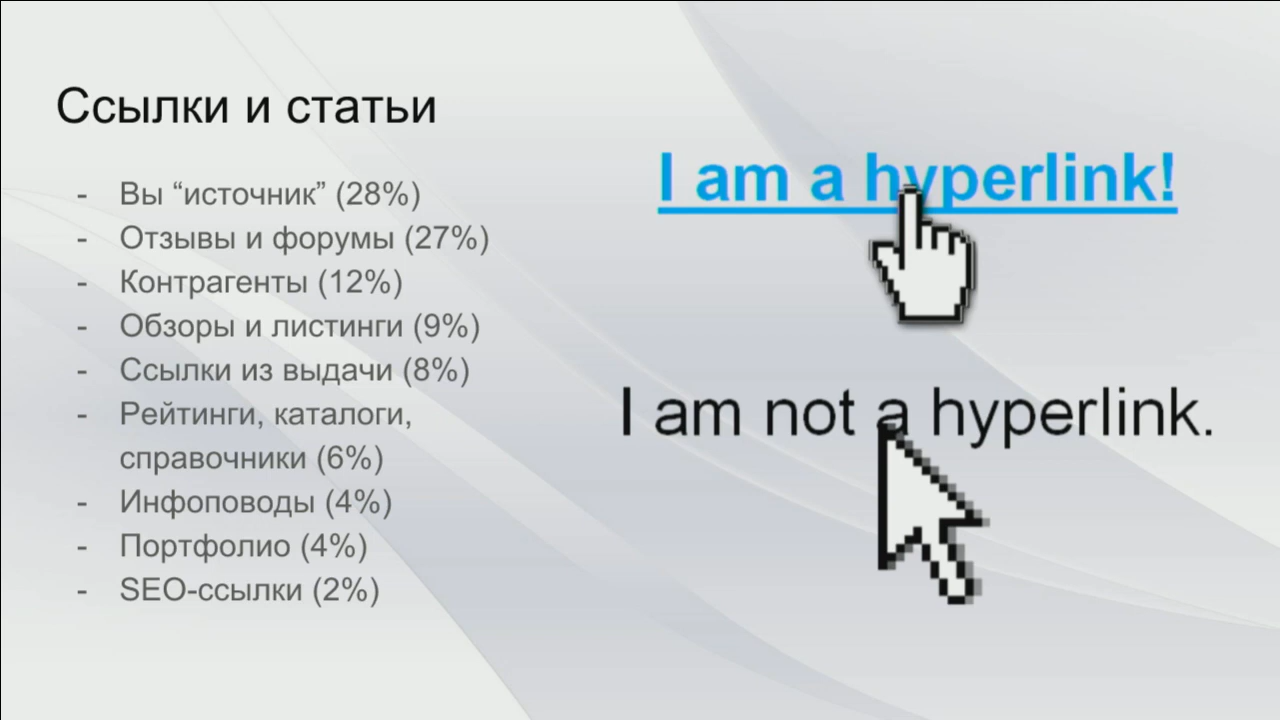 Ссылки и статьи
- Вы “источник” (28%)
- Отзывы и форумы (27%)
- Контрагенты (12%)
- Обзоры и листинги (9%)
- Ссылки из выдачи (8%)
- Рейтинги, каталоги,
справочники (6%)
- Инфоповоды (4%)
- Портфолио (4%)
- SEO-ссылки (2%)
I am a hyperlink!
I am not a hyperlink.